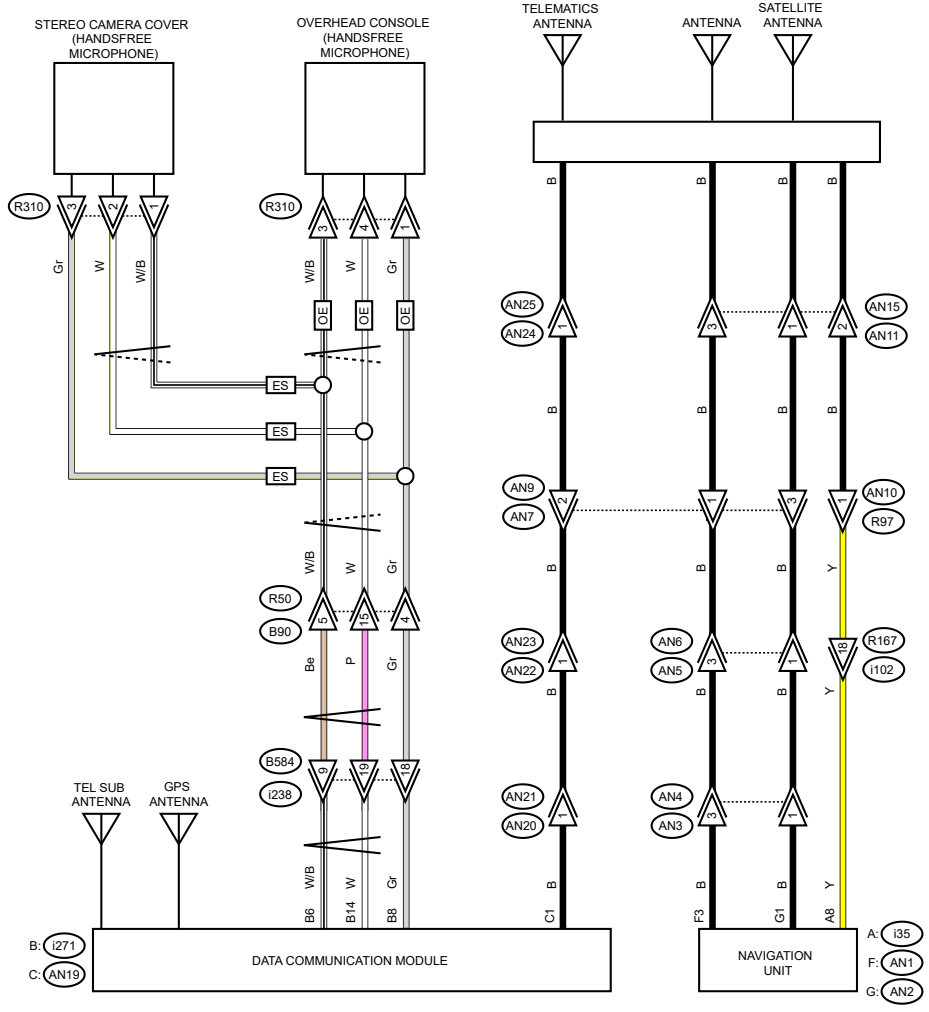 STEREO CAMERA COVER
(HANDSFREE
MICROPHONE)
OVERHEAD CONSOLE
(HANDSFREE
MICROPHONE)
TELEMATICS
ANTENNA
ANTENNA
SATELLITE
ANTENNA
R310
3
2
1
R310
3
4
1
B
B
B
B
Gr
W
W/B
W/B
W
Gr
OE
OE
OE
AN25
AN24
1
3
1
2
AN15
AN11
ES
ES
ES
B
B
B
B
AN9
AN7
2
1
3
1
AN10
R97
W/B
W
Gr
B
B
B
Y
R50
B90
5
15
4
AN23
AN22
1
AN6
AN5
3
1
18
R167
i102
Be
P
Gr
B
B
B
Y
B584
i238
9
19
18
TEL SUB
ANTENNA
GPS
ANTENNA
AN21
AN20
1
AN4
AN3
3
1
W/B
W
Gr
B
B
B
Y
B6
B14
B8
C1
F3
G1
A8
B: i271
C: AN19
DATA COMMUNICATION MODULE
NAVIGATION
UNIT
A: i35
F: AN1
G: AN2